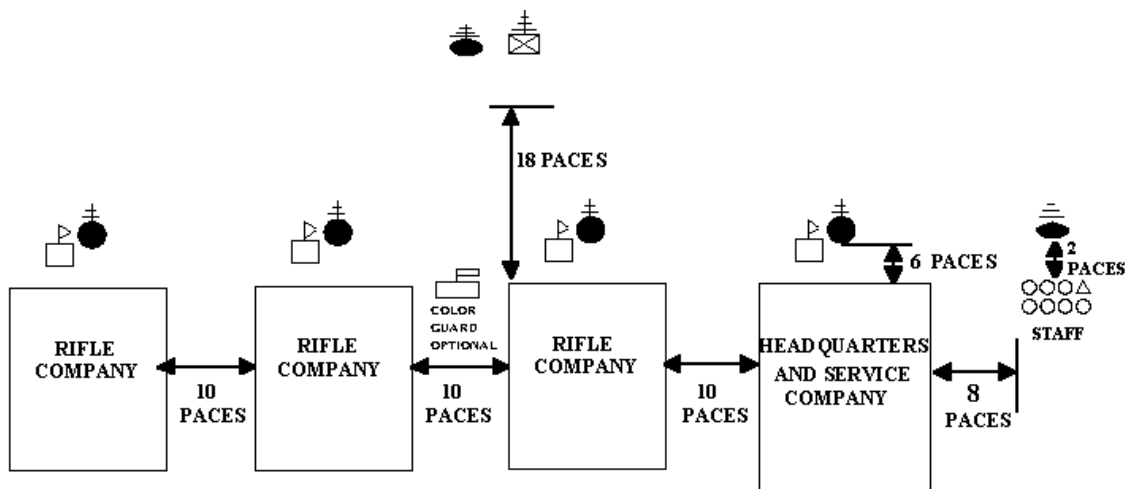 18 PACES
6 PACES
2
PACES
STAFF
COLOR
GUARD
OPTIONAL
RIFLE
COMPANY
RIFLE
COMPANY
RIFLE
COMPANY
HEADQUARTERS
AND SERVICE
COMPANY
10
PACES
10
PACES
10
PACES
8
PACES